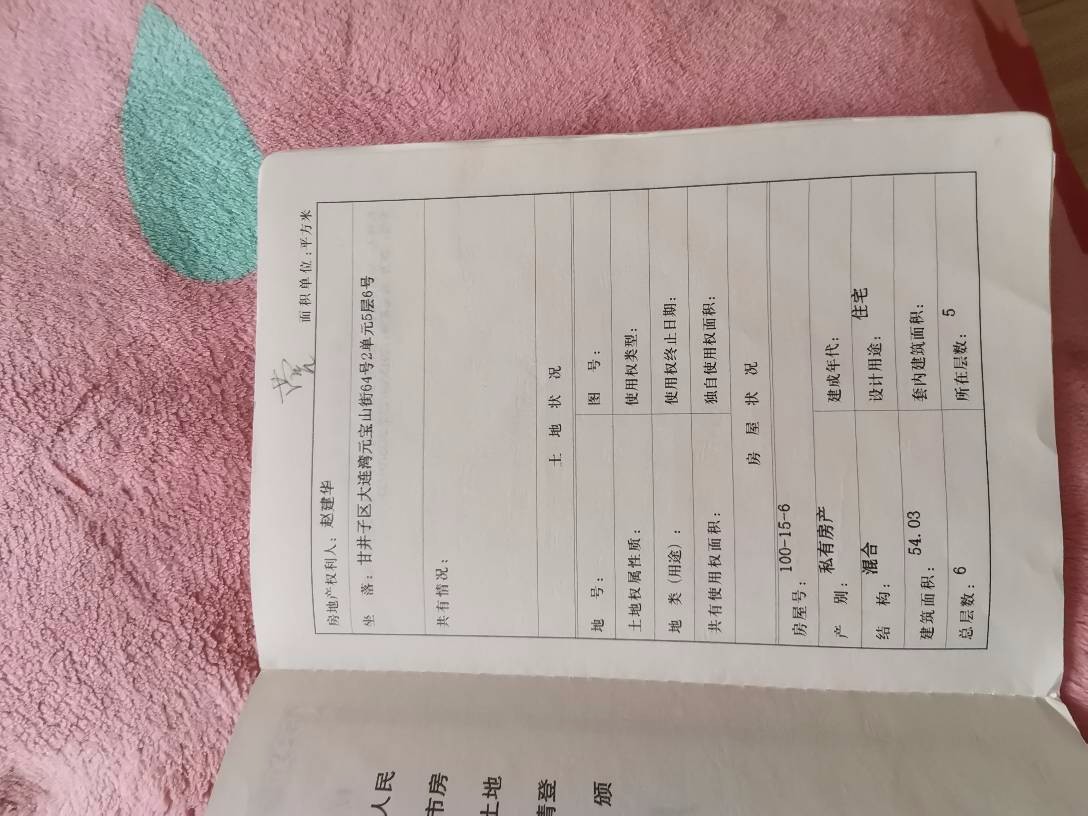 人民
市房
土地
请登
颁
面积单位:平方米
房地产权利人: 赵建华
坐 落: 甘井子区大连湾元宝山街64号2单元5层6号
共有情况:
土 地 状 况
地 号: 图 号:
土地权属性质: 使用权类型:
地 类(用途): 使用权终止日期:
共有使用权面积: 独自使用权面积:
房 屋 状 况
房屋号: 100-15-6
产 别: 私有房产 建成年代:
结 构: 混合 设计用途: 住宅
建筑面积: 54.03 套内建筑面积:
总层数: 6 所在层数: 5